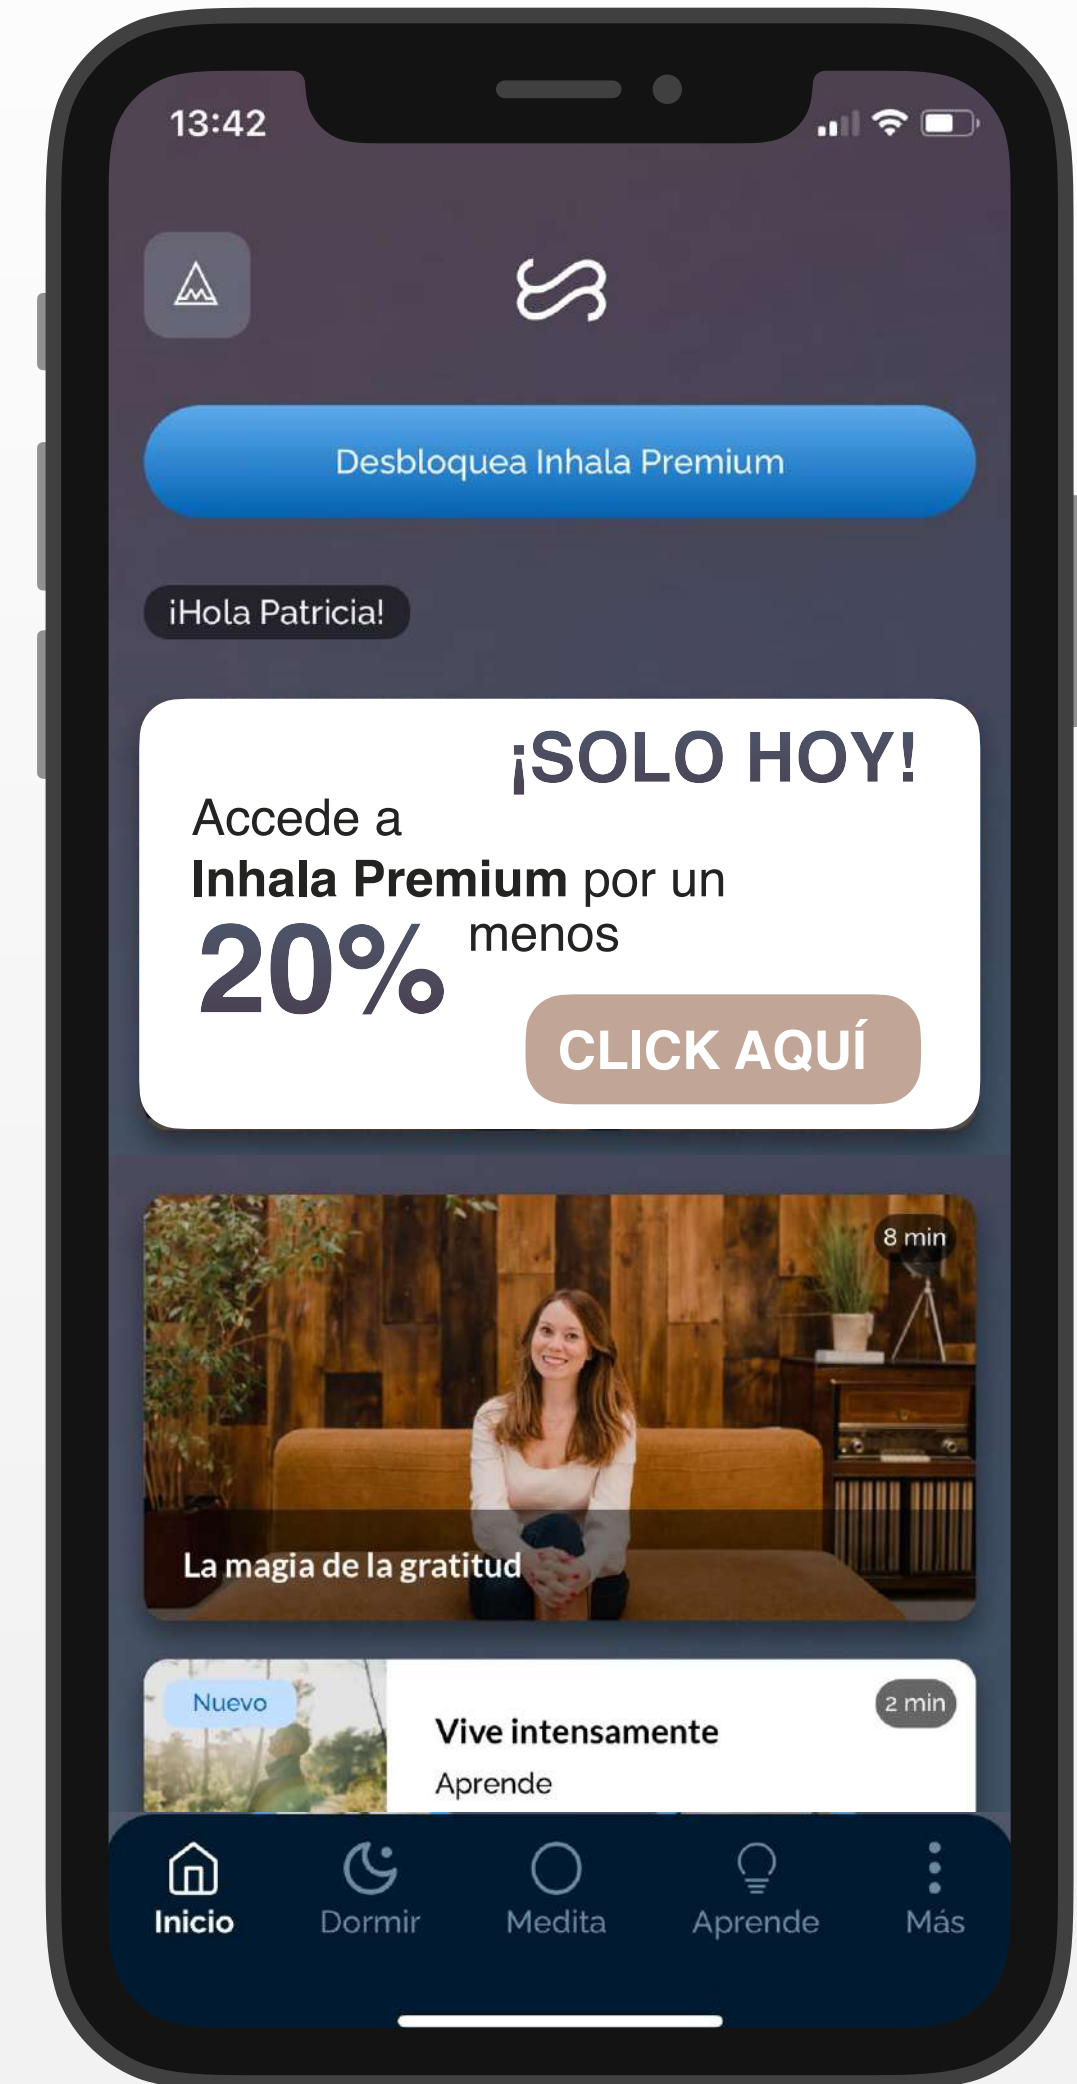 13:42
Desbloquea Inhala Premium
¡Hola Patricia!
¡SOLO HOY!
Accede a
Inhala Premium por un
20% menos
CLICK AQUÍ
8 min
La magia de la gratitud
Nuevo
2 min
Vive intensamente
Aprende
Inicio
Dormir
Medita
Aprende
Más